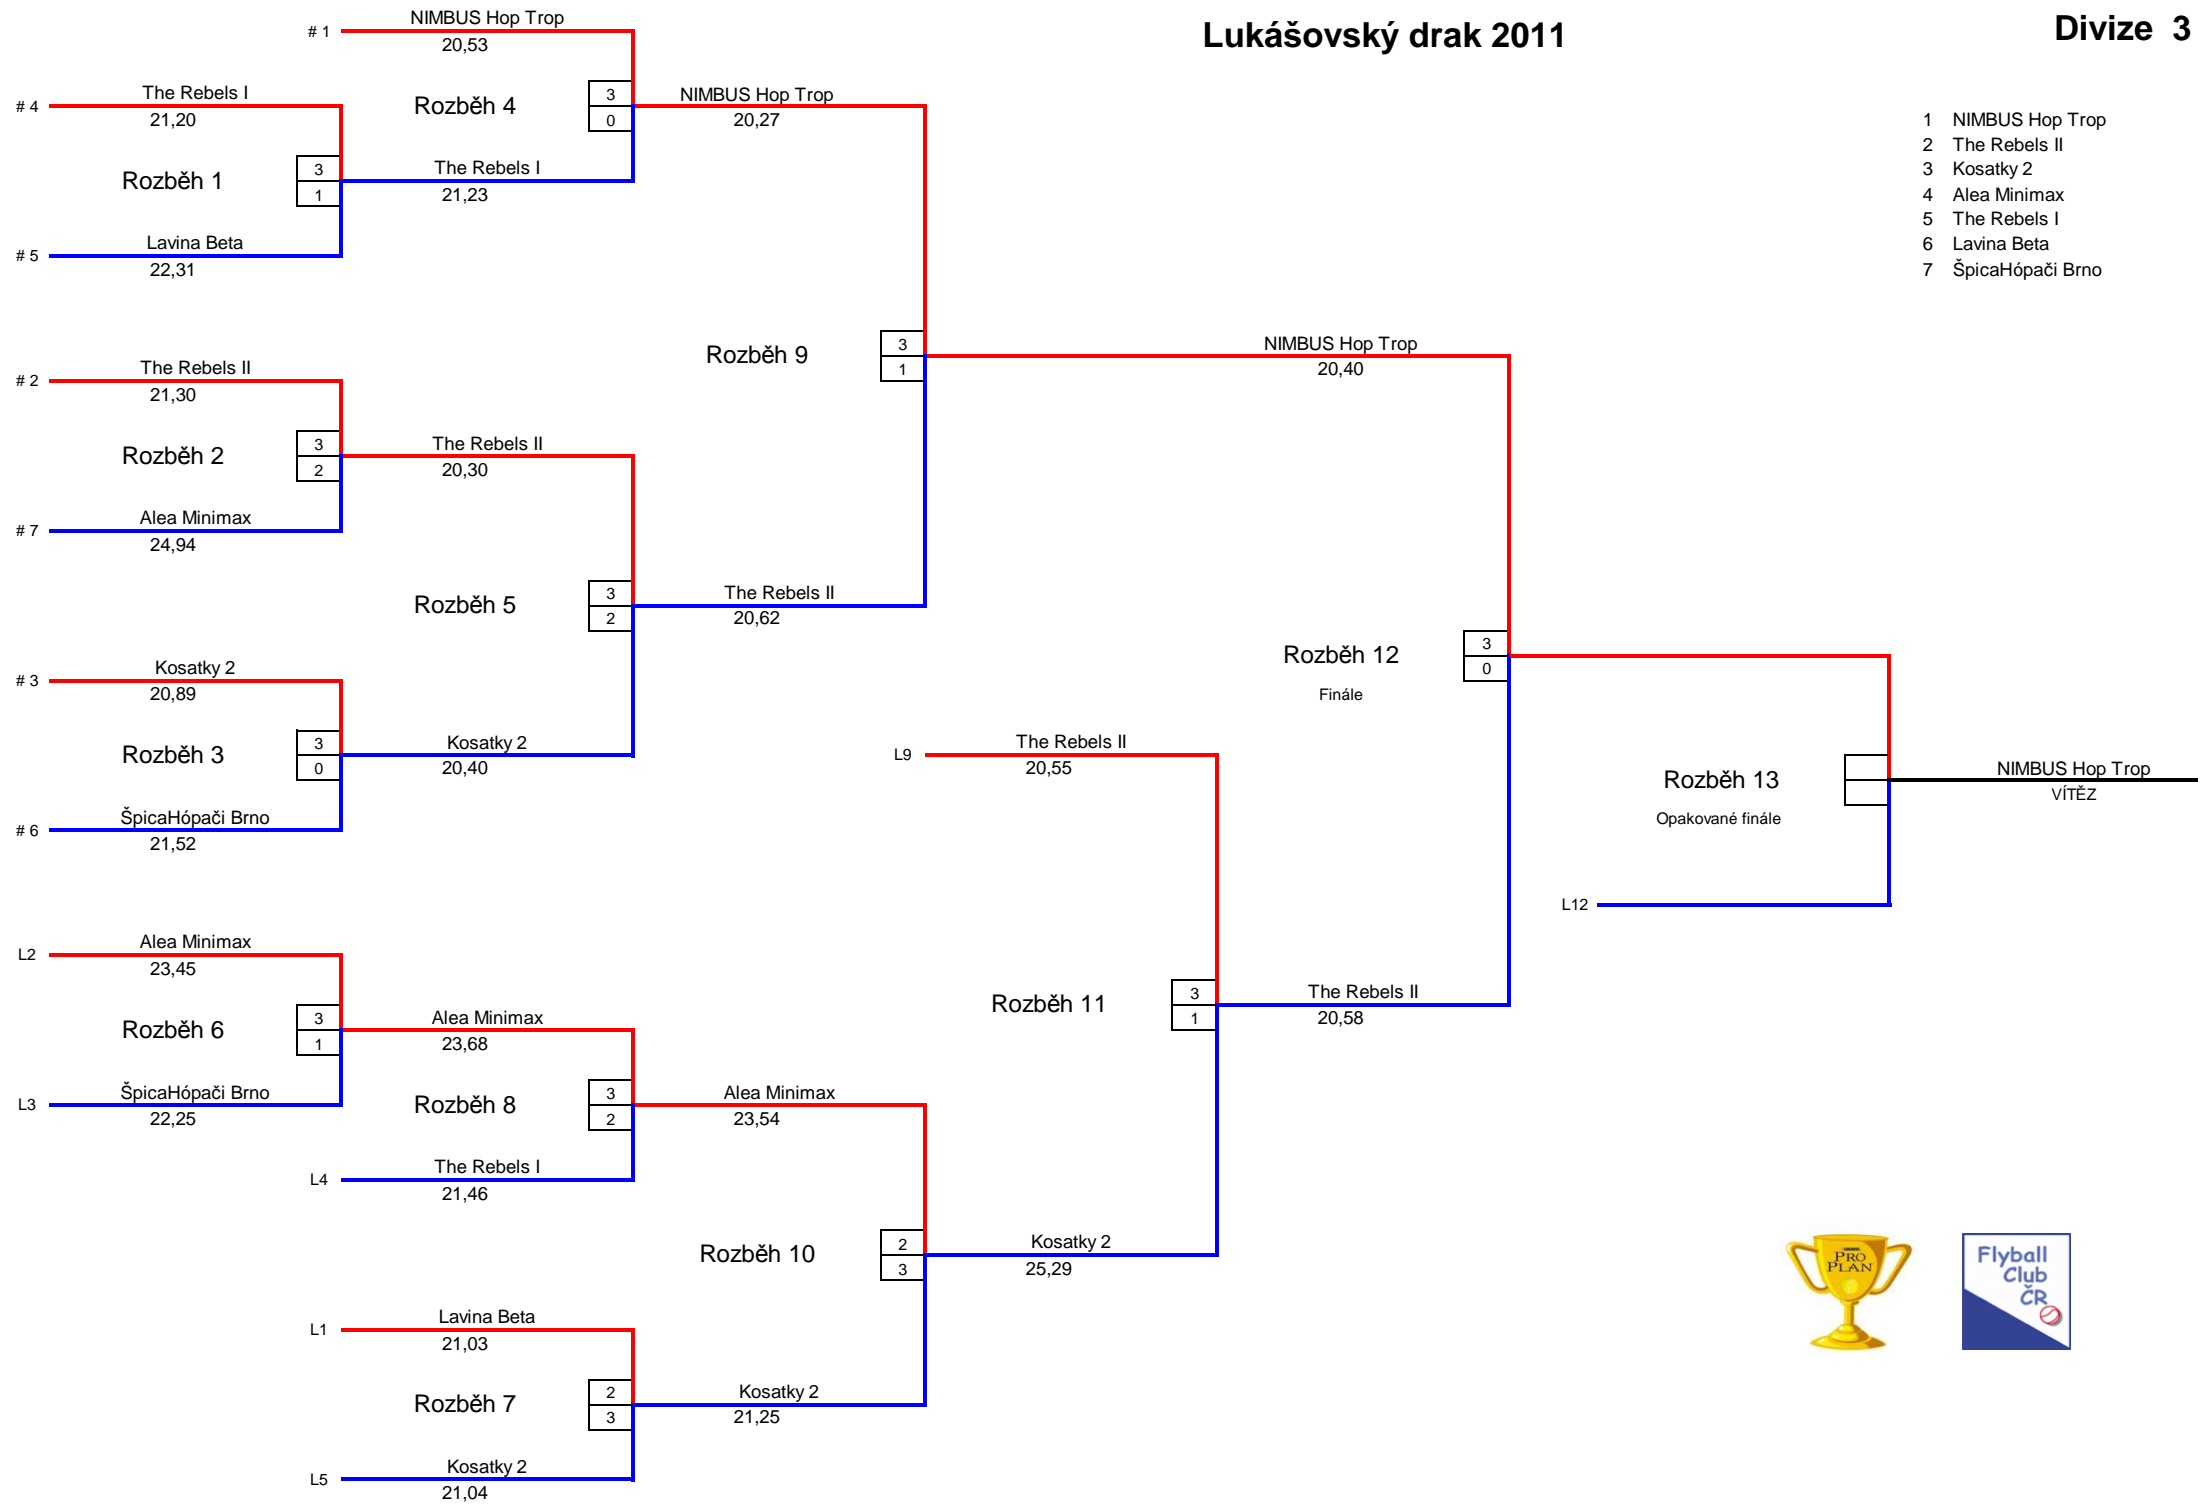 Lukášovský drak 2011
Divize 3
1 NIMBUS Hop Trop
2 The Rebels II
3 Kosatky 2
4 Alea Minimax
5 The Rebels I
6 Lavina Beta
7 ŠpicaHópači Brno
# 1
NIMBUS Hop Trop
20,53
# 4
The Rebels I
21,20
Rozběh 1
3
1
# 5
Lavina Beta
22,31
Rozběh 4
3
0
The Rebels I
21,23
NIMBUS Hop Trop
20,27
# 2
The Rebels II
21,30
Rozběh 2
3
2
# 7
Alea Minimax
24,94
The Rebels II
20,30
Rozběh 5
3
2
# 3
Kosatky 2
20,89
Rozběh 3
3
0
# 6
ŠpicaHópači Brno
21,52
Kosatky 2
20,40
The Rebels II
20,62
Rozběh 9
3
1
NIMBUS Hop Trop
20,40
Rozběh 12
Finále
3
0
L9
The Rebels II
20,55
Rozběh 11
3
1
The Rebels II
20,58
Rozběh 13
Opakované finále
L12
NIMBUS Hop Trop
VÍTĚZ
L2
Alea Minimax
23,45
Rozběh 6
3
1
L3
ŠpicaHópači Brno
22,25
Alea Minimax
23,68
Rozběh 8
3
2
L4
The Rebels I
21,46
Alea Minimax
23,54
Rozběh 10
2
3
Kosatky 2
25,29
L1
Lavina Beta
21,03
Rozběh 7
2
3
L5
Kosatky 2
21,04
Kosatky 2
21,25
PRO
PLAN
Flyball
Club
ČR